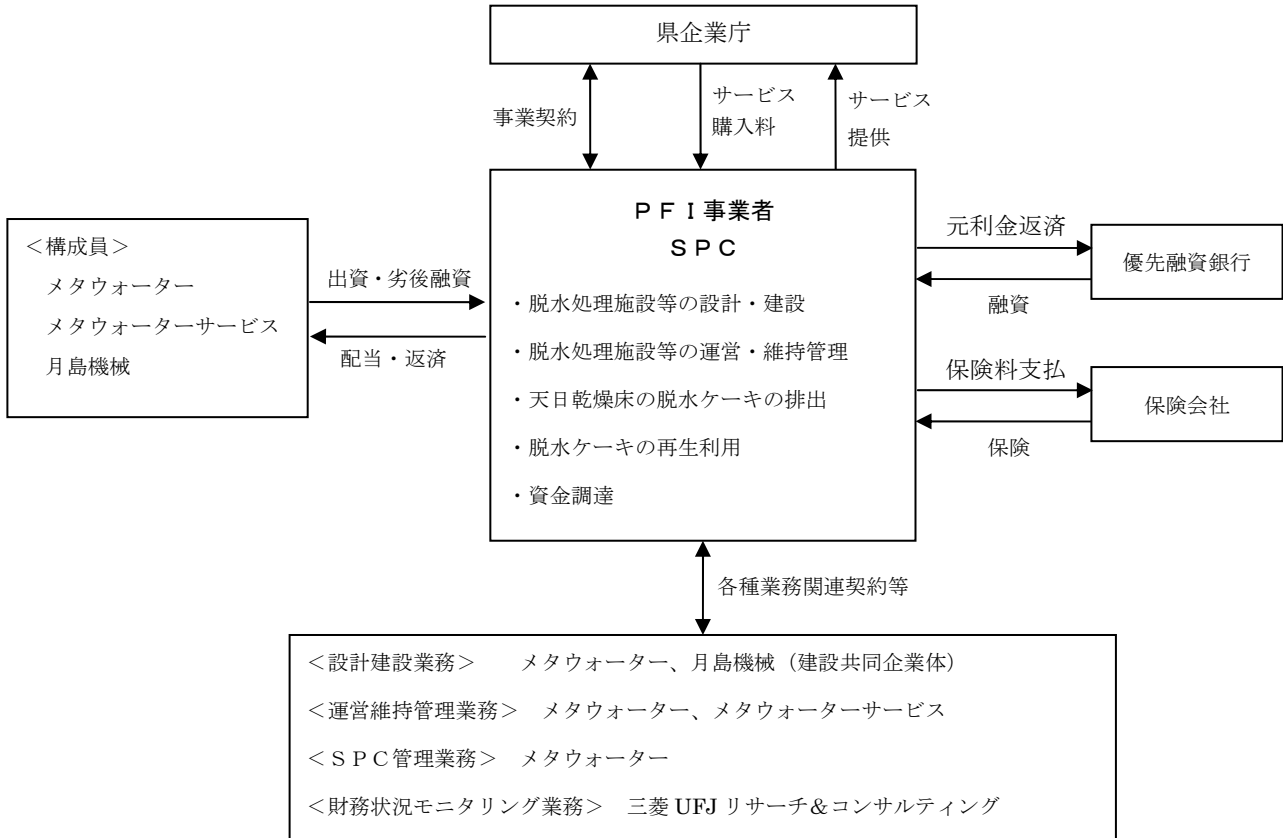 県企業庁
事業契約
サービス
購入料
サービス
提供
ＰＦＩ事業者
ＳＰＣ
・脱水処理施設等の設計・建設
・脱水処理施設等の運営・維持管理
・天日乾燥床の脱水ケーキの排出
・脱水ケーキの再生利用
・資金調達
＜構成員＞
メタウォーター
メタウォーターサービス
月島機械
出資・劣後融資
配当・返済
元利金返済
融資
優先融資銀行
保険料支払
保険
保険会社
各種業務関連契約等
＜設計建設業務＞　メタウォーター、月島機械（建設共同企業体）
＜運営維持管理業務＞　メタウォーター、メタウォーターサービス
＜ＳＰＣ管理業務＞　メタウォーター
＜財務状況モニタリング業務＞　三菱 UFJ リサーチ＆コンサルティング